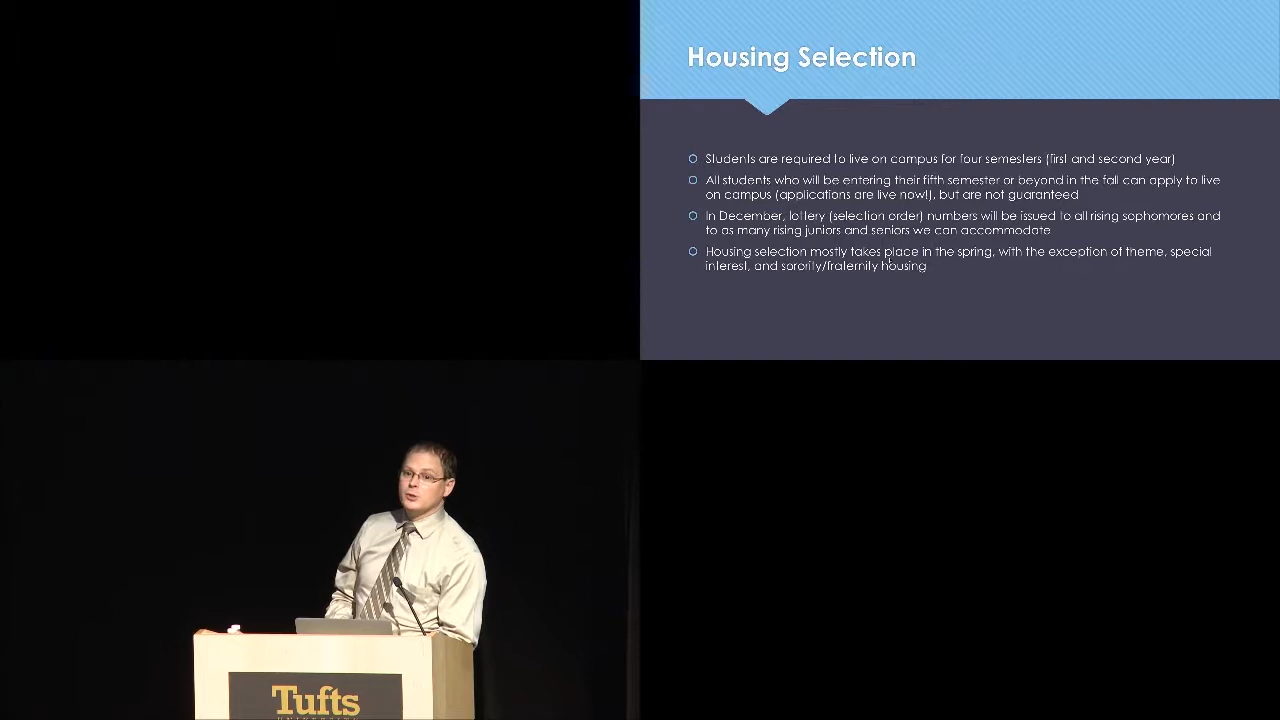 Housing Selection
Students are required to live on campus for four semesters (first and second year)
All students who will be entering their fifth semester or beyond in the fall can apply to live
on campus (applications are live now!), but are not guaranteed
In December, lottery (selection order) numbers will be issued to all rising sophomores and
to as many rising juniors and seniors we can accommodate
Housing selection mostly takes place in the spring, with the exception of theme, special
interest, and sorority/fraternity housing
Tufts
UNIVERSITY